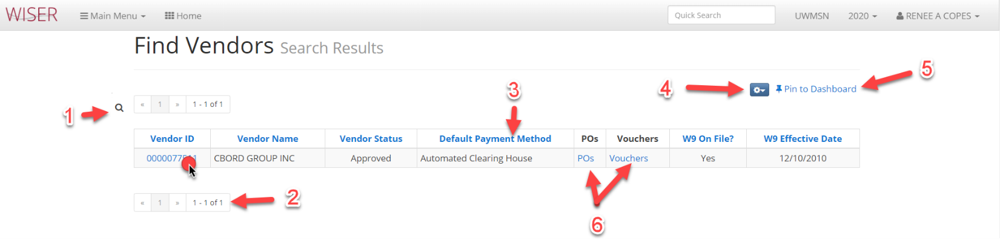 WISER Main Menu Home Quick Search UWMSN 2020 RENEE A COPES
Find Vendors Search Results
3
4
5
Pin to Dashboard
1
« 1 » 1 - 1 of 1
Vendor ID Vendor Name Vendor Status Default Payment Method POs Vouchers W9 On File? W9 Effective Date
CBORD GROUP INC Approved Automated Clearing House POs Vouchers Yes 12/10/2010
« 1 » 1 - 1 of 1
2
6